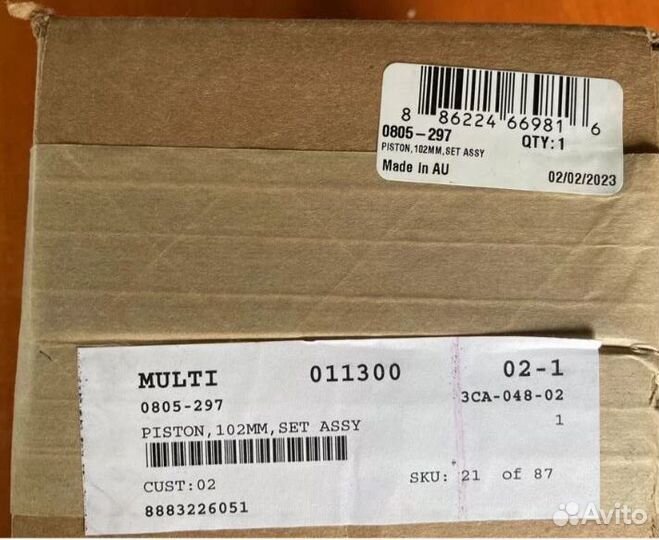 8 86224 66981 6
0805-297 QTY:1
PISTON,102MM,SET ASSY
Made in AU 02/02/2023
MULTI 011300 02-1
0805-297 3CA-048-02
PISTON,102MM,SET ASSY 1
SKU: 21 of 87
CUST:02
8883226051
Avito